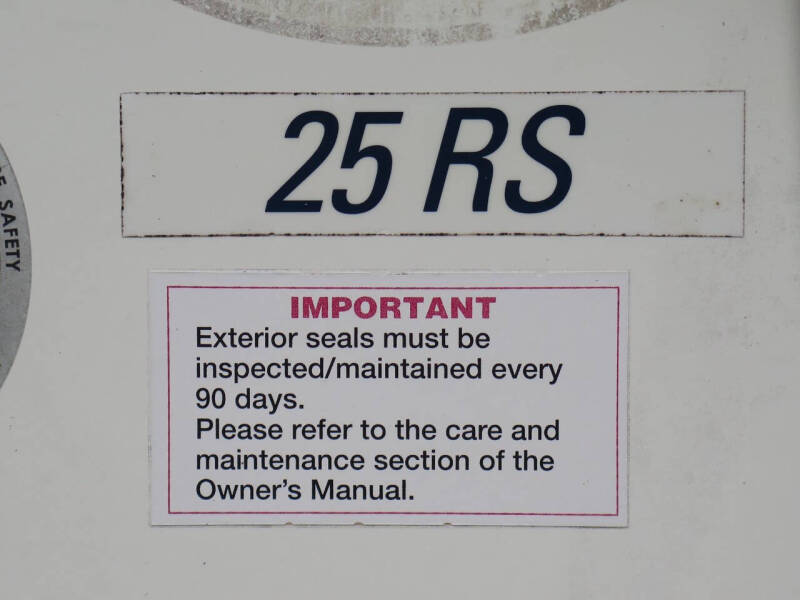 SAFETY
25 RS
IMPORTANT
Exterior seals must be
inspected/maintained every
90 days.
Please refer to the care and
maintenance section of the
Owner's Manual.